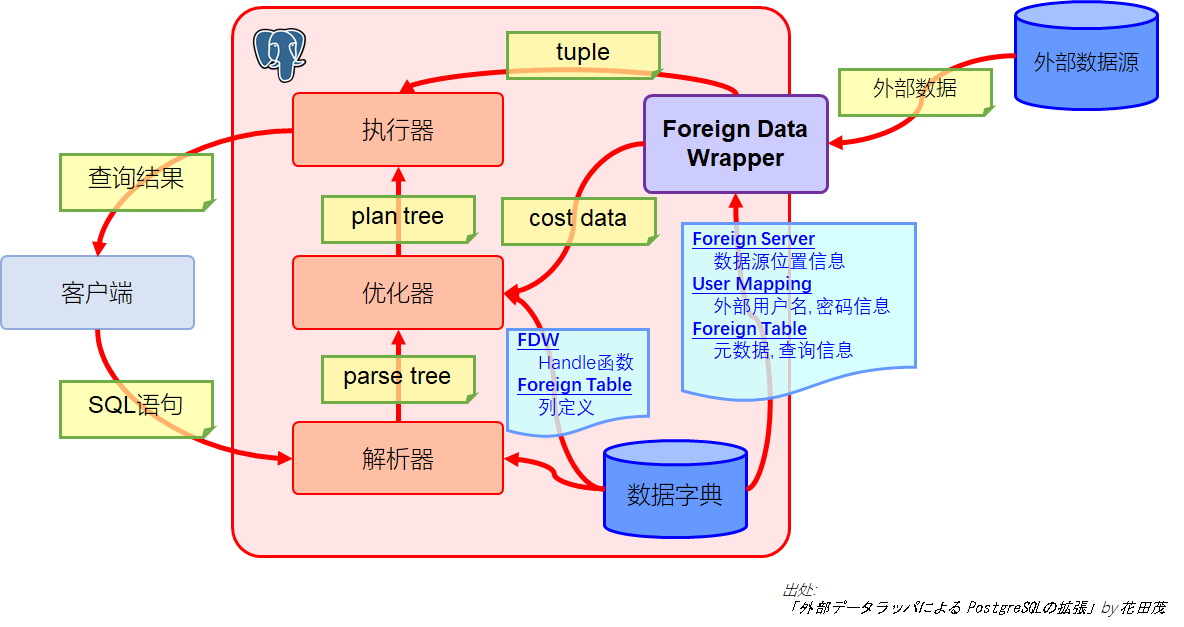 tuple
外部数据源
外部数据
执行器
Foreign Data
Wrapper
查询结果
plan tree
cost data
Foreign Server
数据源位置信息
User Mapping
外部用户名, 密码信息
Foreign Table
元数据, 查询信息
客户端
优化器
FDW
Handle函数
Foreign Table
列定义
parse tree
SQL语句
解析器
数据字典
出处:
「外部データラッパによる PostgreSQLの拡張」by 花田茂